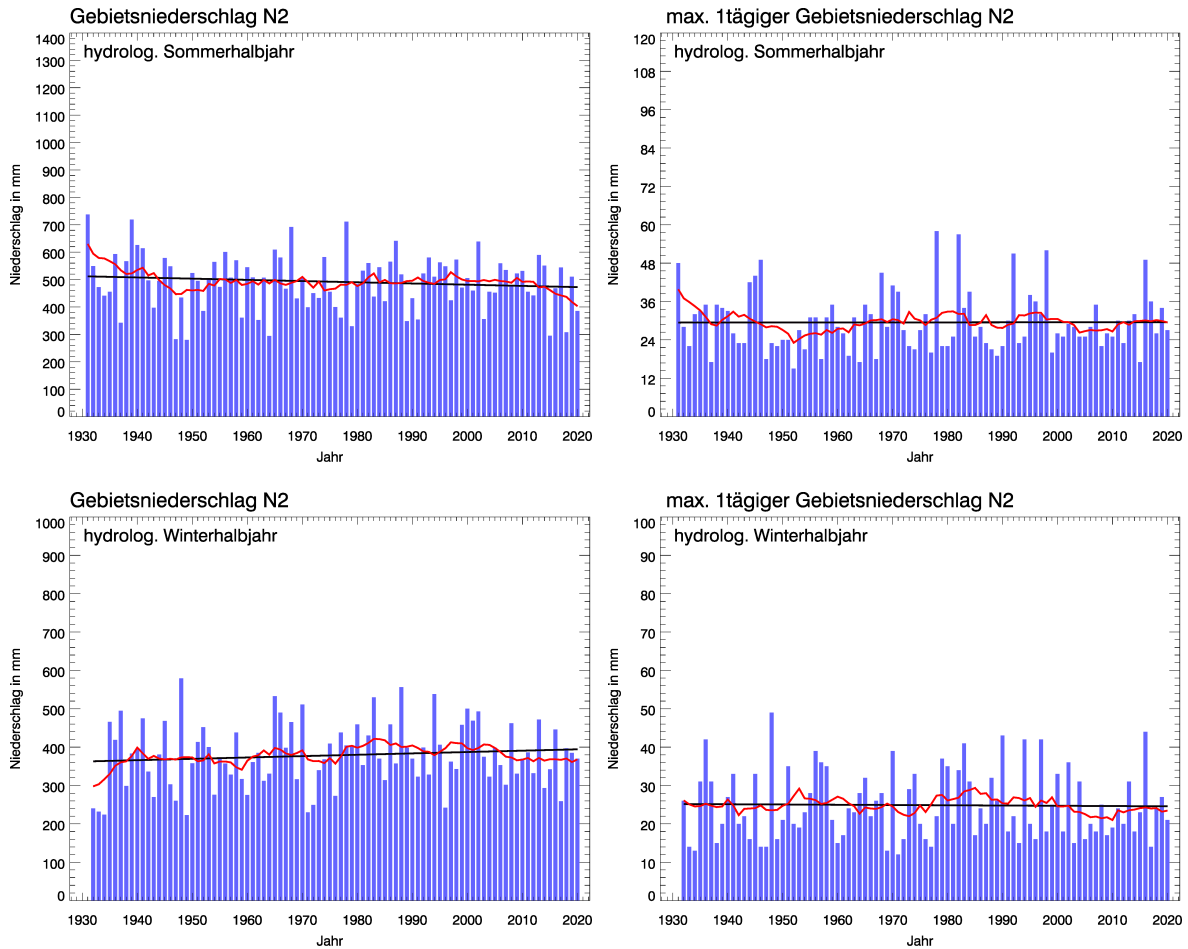 Gebietsniederschlag N2
hydrolog. Sommerhalbjahr
Niederschlag in mm
1400
1300
1200
1100
1000
900
800
700
600
500
400
300
200
100
0
1930 1940 1950 1960 1970 1980 1990 2000 2010 2020
Jahr
max. 1tägiger Gebietsniederschlag N2
hydrolog. Sommerhalbjahr
Niederschlag in mm
120
108
96
84
72
60
48
36
24
12
0
1930 1940 1950 1960 1970 1980 1990 2000 2010 2020
Jahr
Gebietsniederschlag N2
hydrolog. Winterhalbjahr
Niederschlag in mm
1000
900
800
700
600
500
400
300
200
100
0
1930 1940 1950 1960 1970 1980 1990 2000 2010 2020
Jahr
max. 1tägiger Gebietsniederschlag N2
hydrolog. Winterhalbjahr
Niederschlag in mm
100
90
80
70
60
50
40
30
20
10
0
1930 1940 1950 1960 1970 1980 1990 2000 2010 2020
Jahr